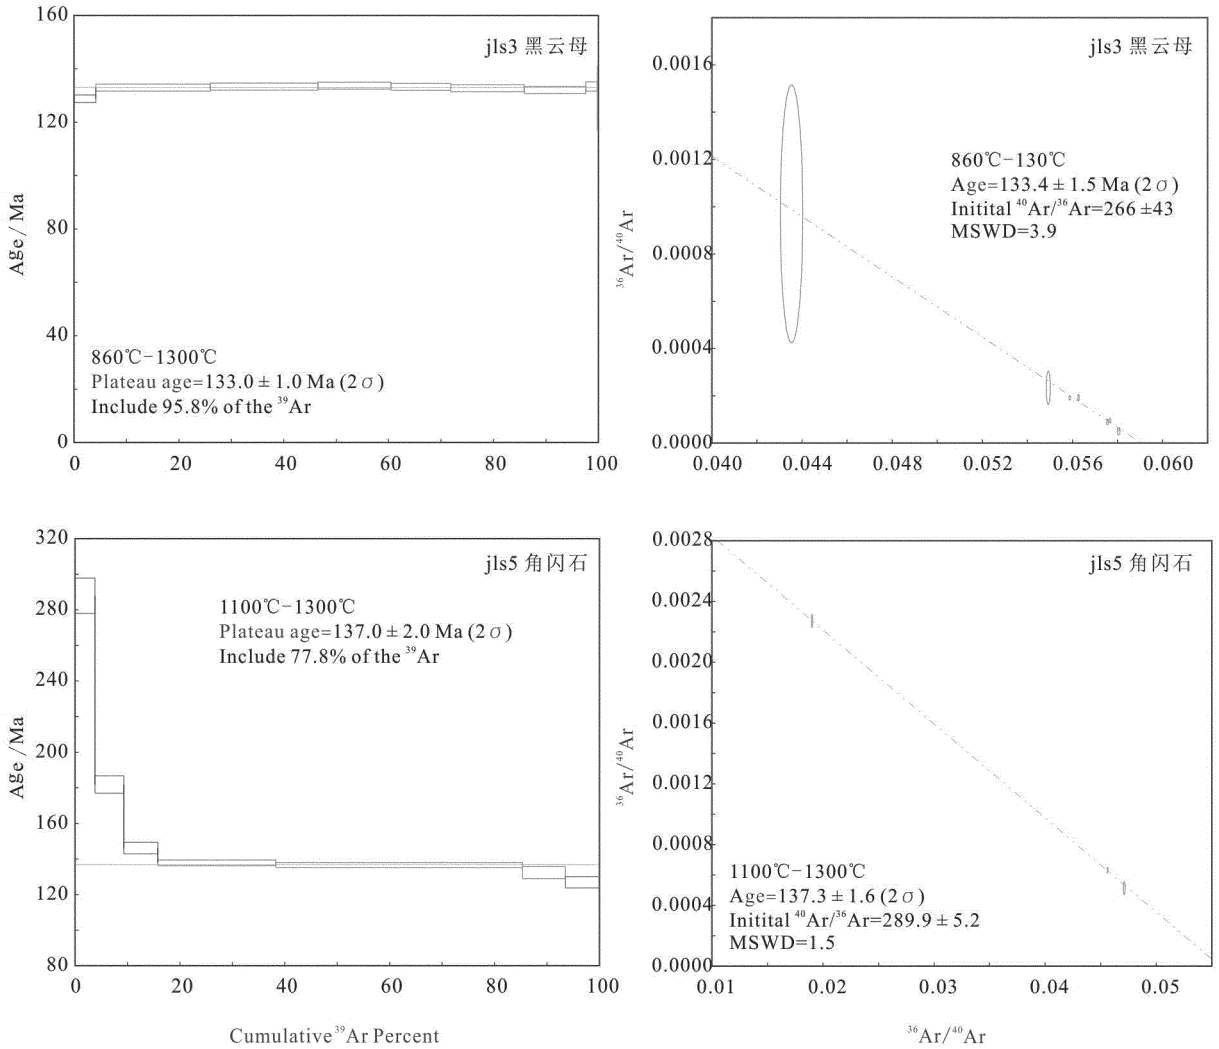 160
120
80
40
0
0
20
40
60
80
100
Age / Ma
jls3 黑云母
860℃-1300℃
Plateau age=133.0 ± 1.0 Ma (2σ)
Include 95.8% of the ³⁹Ar
0.0016
0.0012
0.0008
0.0004
0.0000
0.040
0.044
0.048
0.052
0.056
0.060
³⁶Ar/⁴⁰Ar
jls3 黑云母
860℃-130℃
Age=133.4 ± 1.5 Ma (2σ)
Initital ⁴⁰Ar/³⁶Ar=266 ±43
MSWD=3.9
320
280
240
200
160
120
80
0
20
40
60
80
100
Age / Ma
jls5 角闪石
1100℃-1300℃
Plateau age=137.0 ± 2.0 Ma (2σ)
Include 77.8% of the ³⁹Ar
Cumulative ³⁹Ar Percent
0.0028
0.0024
0.0020
0.0016
0.0012
0.0008
0.0004
0.0000
0.01
0.02
0.03
0.04
0.05
³⁶Ar/⁴⁰Ar
jls5 角闪石
1100℃-1300℃
Age=137.3 ± 1.6 (2σ)
Initital ⁴⁰Ar/³⁶Ar=289.9 ± 5.2
MSWD=1.5
³⁶Ar/⁴⁰Ar